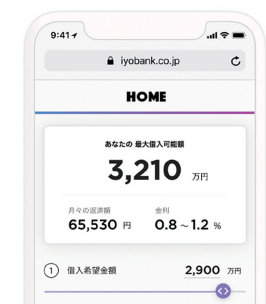 9:41
iyobank.co.jp
HOME
あなたの 最大借入可能額
3,210 万円
月々の返済額 金利
65,530 円 0.8 ~ 1.2 %
1 借入希望金額 2,900 万円